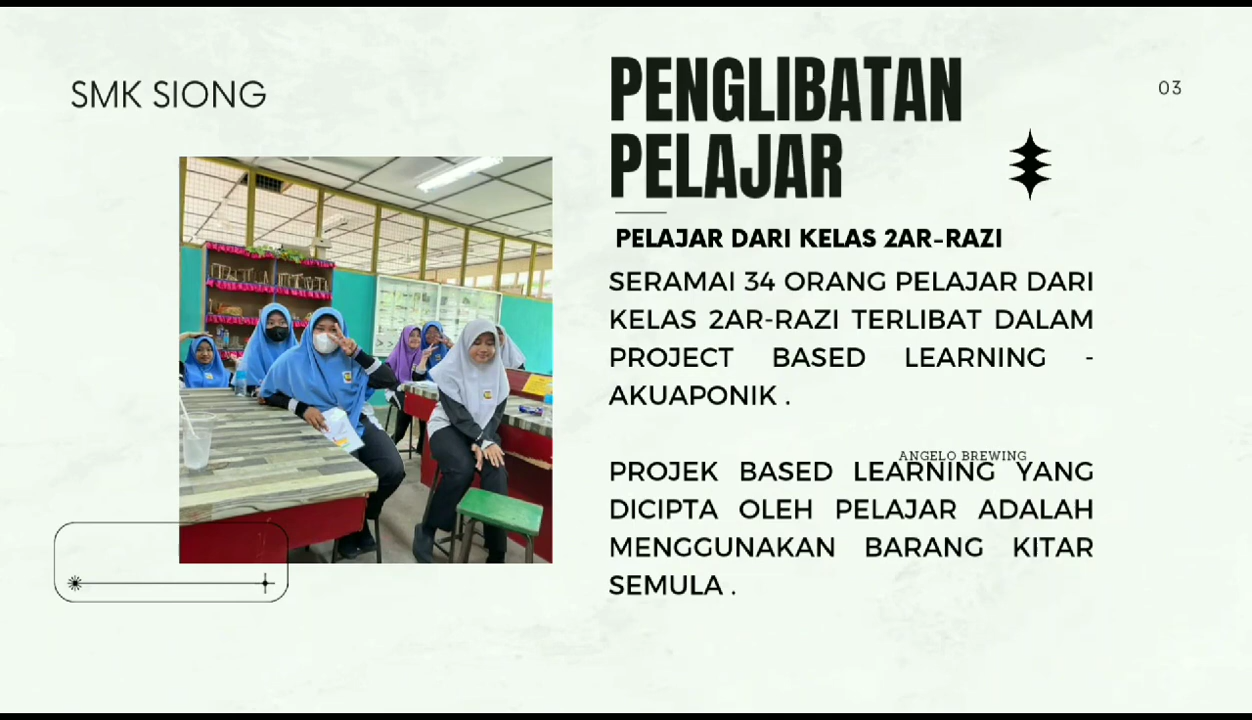 SMK SIONG
PENGLIBATAN
PELAJAR
03
PELAJAR DARI KELAS 2AR-RAZI
SERAMAI 34 ORANG PELAJAR DARI
KELAS 2AR-RAZI TERLIBAT DALAM
PROJECT BASED LEARNING -
AKUAPONIK .
ANGELO BREWING
PROJEK BASED LEARNING YANG
DICIPTA OLEH PELAJAR ADALAH
MENGGUNAKAN BARANG KITAR
SEMULA .